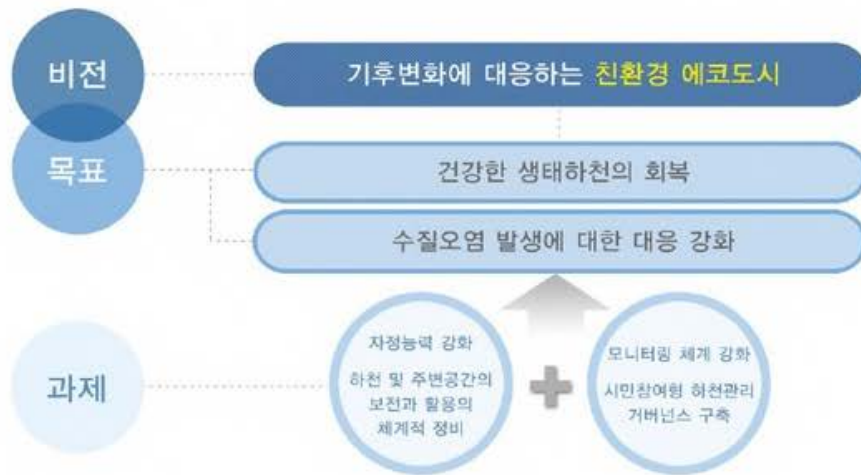 비전
기후변화에 대응하는 친환경 에코도시
목표
건강한 생태하천의 회복
수질오염 발생에 대한 대응 강화
과제
자정능력 강화
하천 및 주변공간의
보전과 활용의
체계적 정비
모니터링 체계 강화
시민참여형 하천관리
거버넌스 구축